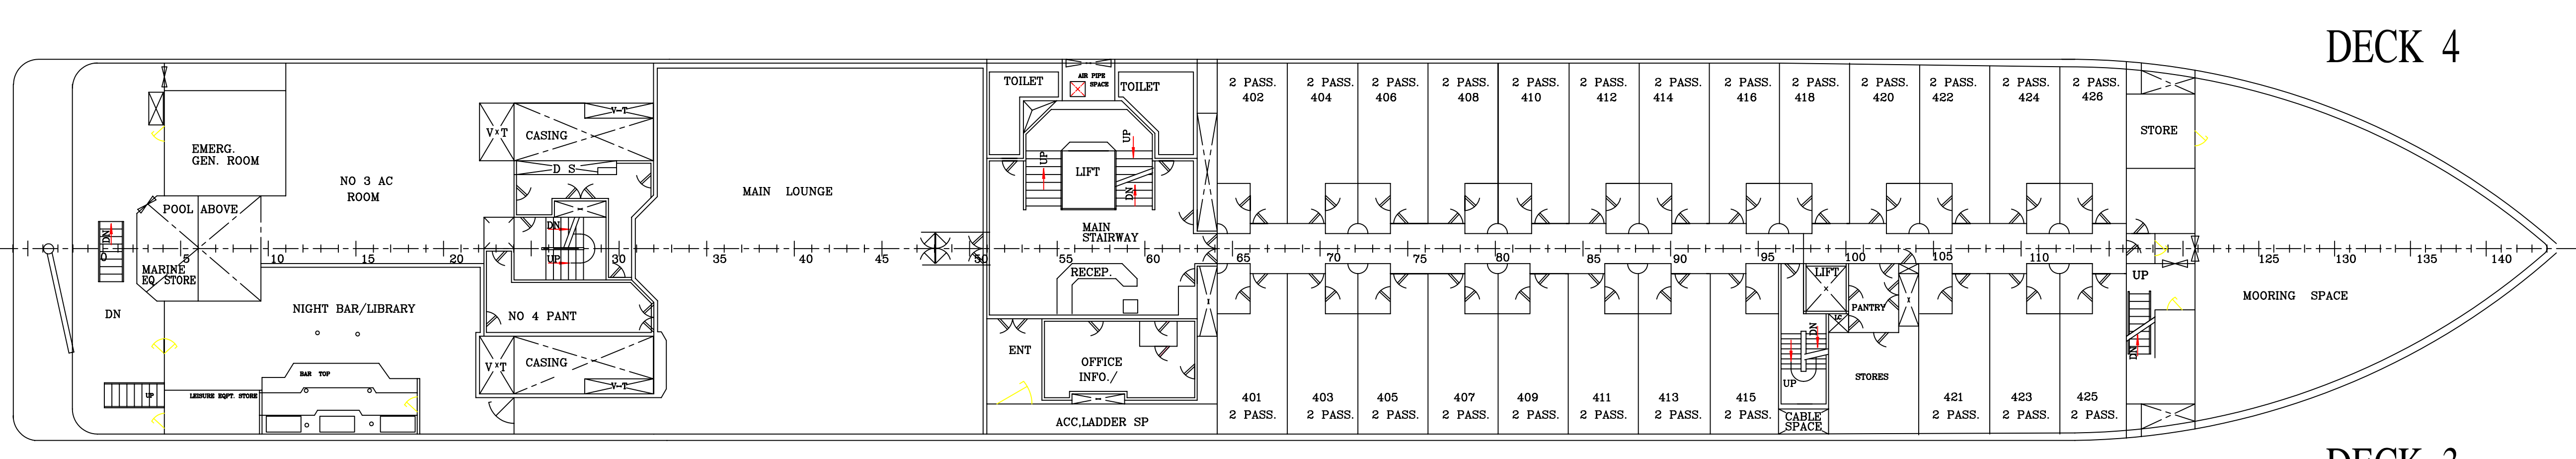 DECK 4
TOILET
AIR PIPE
SPACE
TOILET
2 PASS. 2 PASS. 2 PASS. 2 PASS. 2 PASS. 2 PASS. 2 PASS. 2 PASS. 2 PASS. 2 PASS. 2 PASS. 2 PASS. 2 PASS.
402 404 406 408 410 412 414 416 418 420 422 424 426
V-T
V T
CASING
EMERG.
GEN. ROOM
UP
UP
STORE
D S
LIFT
NO 3 AC
ROOM
MAIN LOUNGE
DN
POOL ABOVE
DN
DN
MAIN
STAIRWAY
0 5 10 15 20 UP 30 35 40 45 50 55 60 65 70 75 80 85 90 95 100 105 110 125 130 135 140
MARINE
EQ STORE
RECEP.
LIFT
UP
DN
NIGHT BAR/LIBRARY
NO 4 PANT
PANTRY
LC
MOORING SPACE
DN
ENT
OFFICE
INFO./
DN
V T
CASING
V-T
BAR TOP
UP
LEISURE EQPT. STORE
UP
STORES
401 403 405 407 409 411 413 415 421 423 425
2 PASS. 2 PASS. 2 PASS. 2 PASS. 2 PASS. 2 PASS. 2 PASS. 2 PASS. 2 PASS. 2 PASS. 2 PASS.
ACC,LADDER SP
CABLE
SPACE